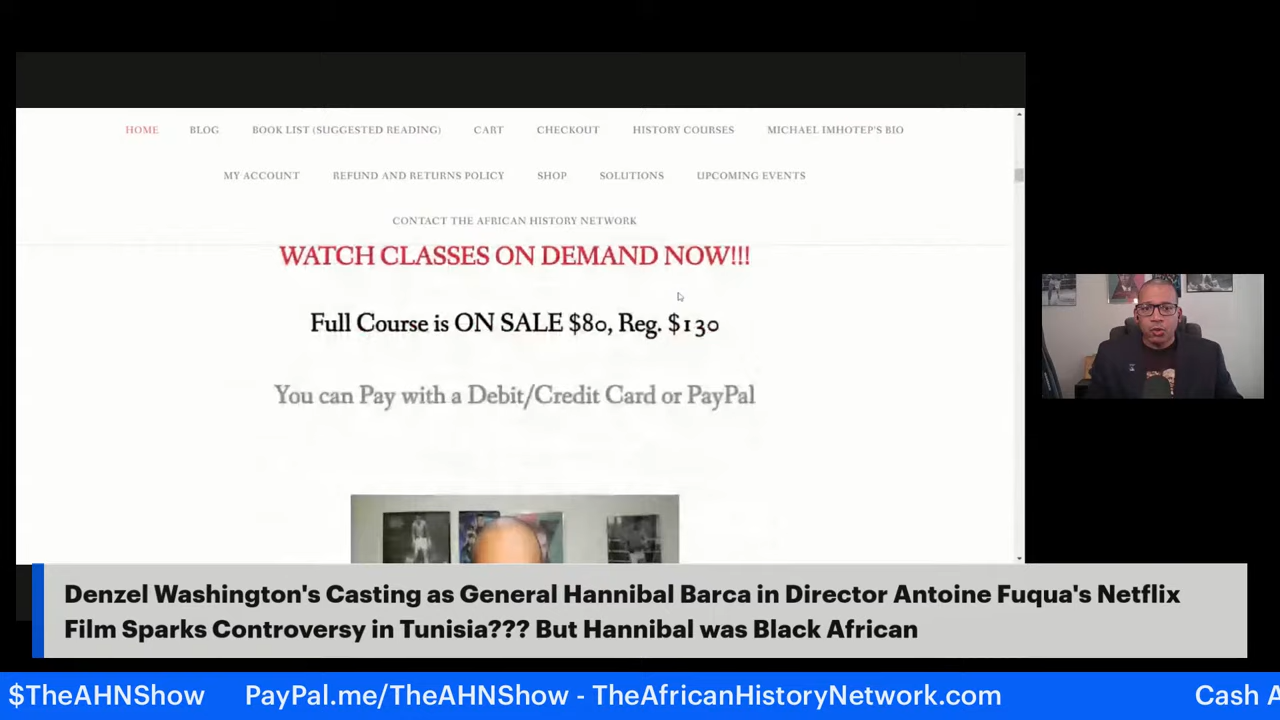 HOME BLOG BOOK LIST (SUGGESTED READING) CART CHECKOUT HISTORY COURSES MICHAEL IMHOTEP'S BIO
MY ACCOUNT REFUND AND RETURNS POLICY SHOP SOLUTIONS UPCOMING EVENTS
CONTACT THE AFRICAN HISTORY NETWORK
WATCH CLASSES ON DEMAND NOW!!!
Full Course is ON SALE $80, Reg. $130
You can Pay with a Debit/Credit Card or PayPal
Denzel Washington's Casting as General Hannibal Barca in Director Antoine Fuqua's Netflix
Film Sparks Controversy in Tunisia??? But Hannibal was Black African
$TheAHNShow PayPal.me/TheAHNShow - TheAfricanHistoryNetwork.com Cash A